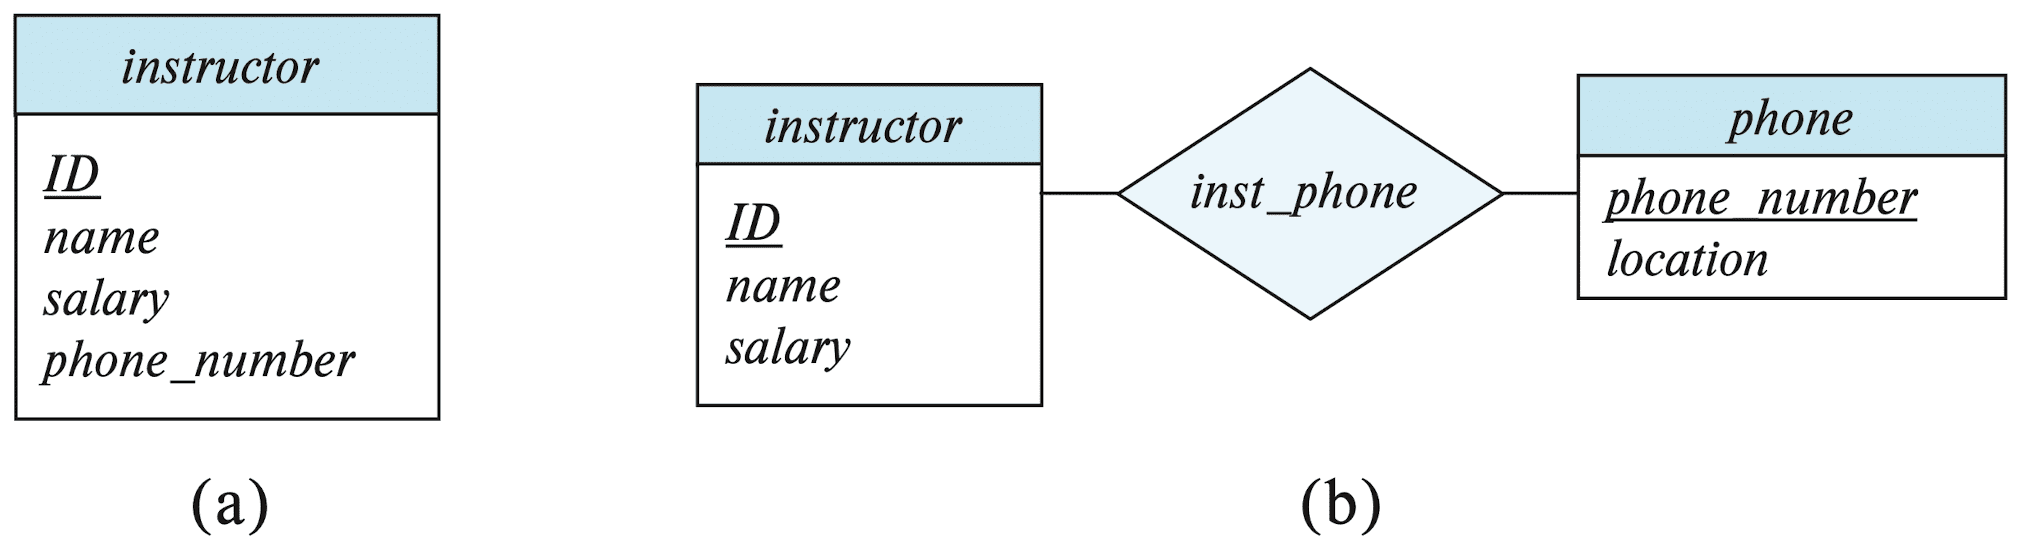 instructor
ID
name
salary
phone_number
(a)
instructor
ID
name
salary
inst_phone
phone
phone_number
location
(b)